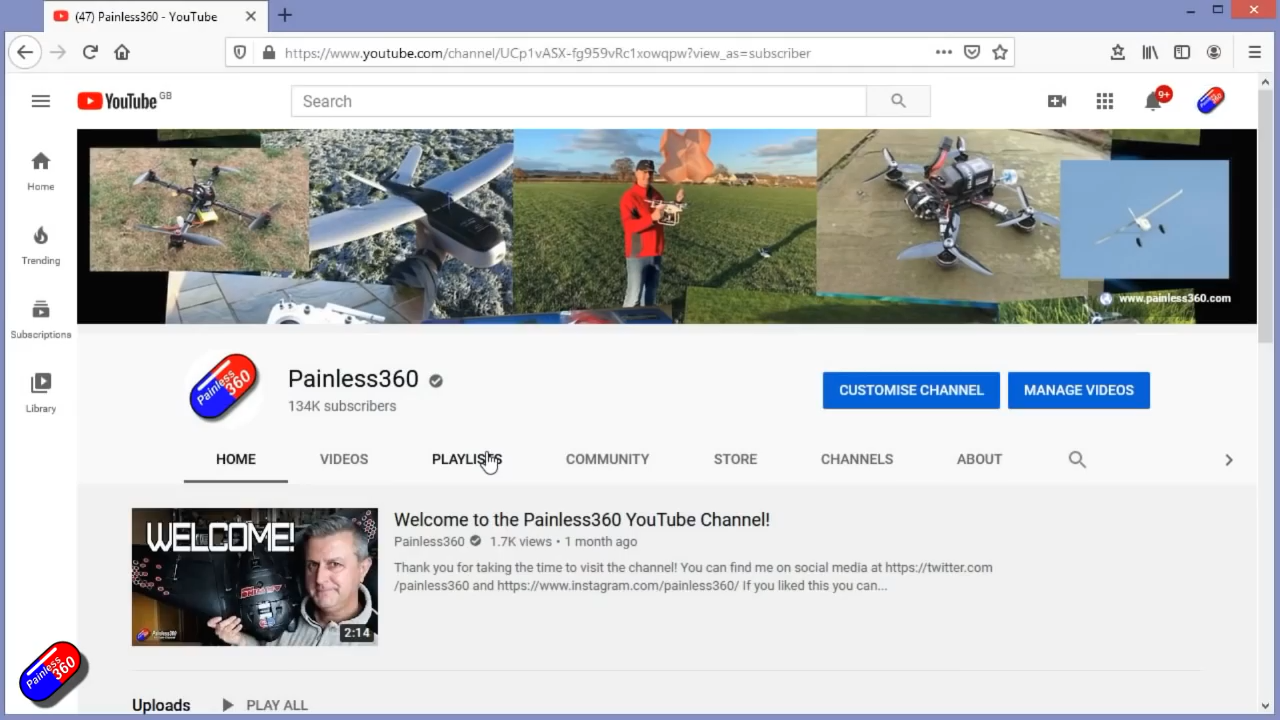 (47) Painless360 - YouTube
https://www.youtube.com/channel/UCp1vASX-fg959vRc1xowqpw?view_as=subscriber
YouTube GB
Search
9+
Home
Trending
Subscriptions
Library
www.painless360.com
Painless 360
Painless360
134K subscribers
CUSTOMISE CHANNEL
MANAGE VIDEOS
HOME VIDEOS PLAYLISTS COMMUNITY STORE CHANNELS ABOUT
WELCOME!
Painless360
2:14
Welcome to the Painless360 YouTube Channel!
Painless360 1.7K views • 1 month ago
Thank you for taking the time to visit the channel! You can find me on social media at https://twitter.com
/painless360 and https://www.instagram.com/painless360/ If you liked this you can...
Painless 360
Uploads PLAY ALL